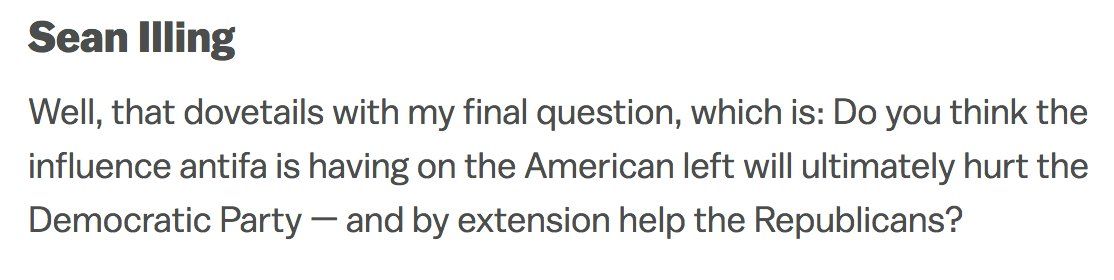 Sean Illing
Well, that dovetails with my final question, which is: Do you think the
influence antifa is having on the American left will ultimately hurt the
Democratic Party — and by extension help the Republicans?